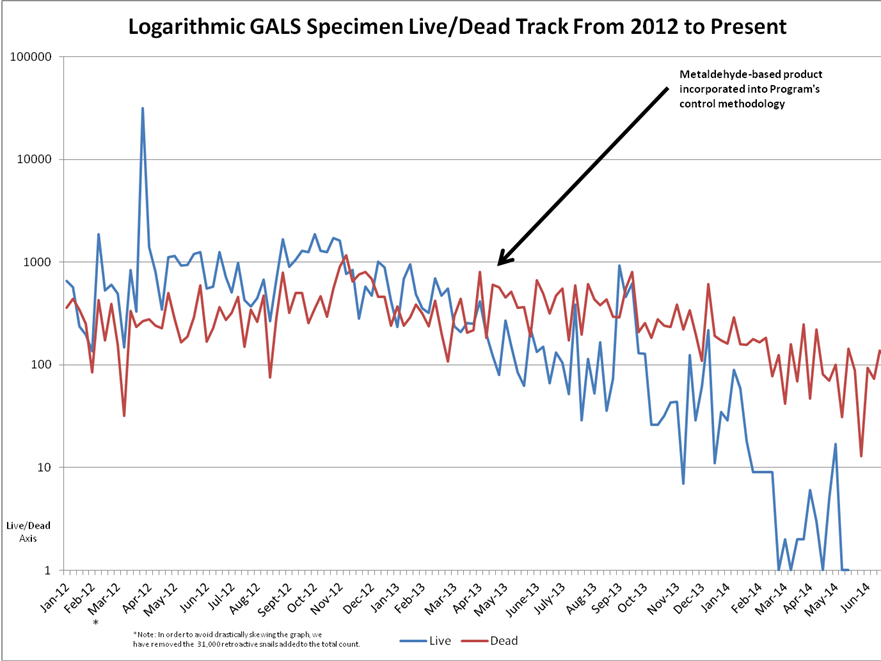 Logarithmic GALS Specimen Live/Dead Track From 2012 to Present
Metaldehyde-based product
incorporated into Program's
control methodology
100000
10000
1000
100
10
1
Live/Dead
Axis
Jan-12
Feb-12
*
Mar-12
Apr-12
May-12
Jun-12
Jul-12
Aug-12
Sept-12
Oct-12
Nov-12
Dec-12
Jan-13
Feb-13
Mar-13
Apr-13
May-13
June-13
July-13
Aug-13
Sep-13
Oct-13
Nov-13
Dec-13
Jan-14
Feb-14
Mar-14
Apr-14
May-14
Jun-14
*Note: In order to avoid drastically skewing the graph, we
have removed the 31,000 retroactive snails added to the total count.
Live
Dead